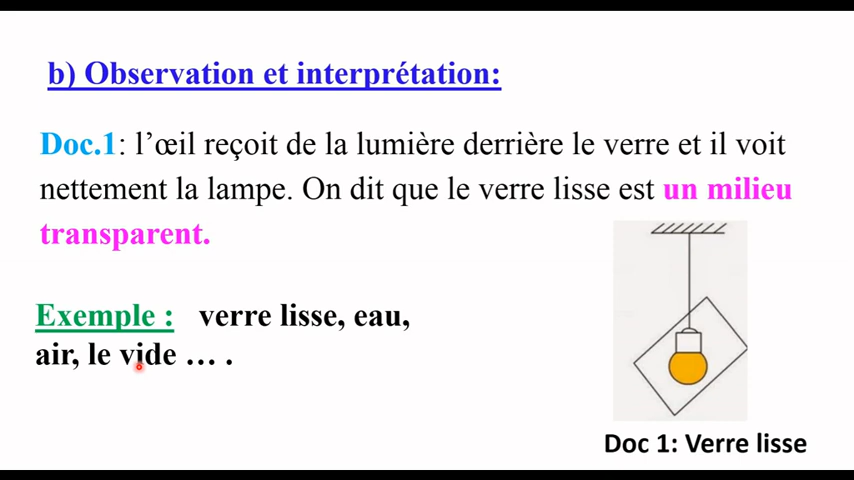 b) Observation et interprétation:
Doc.1: l’œil reçoit de la lumière derrière le verre et il voit
nettement la lampe. On dit que le verre lisse est un milieu
transparent.
Exemple : verre lisse, eau,
air, le vide … .
Doc 1: Verre lisse